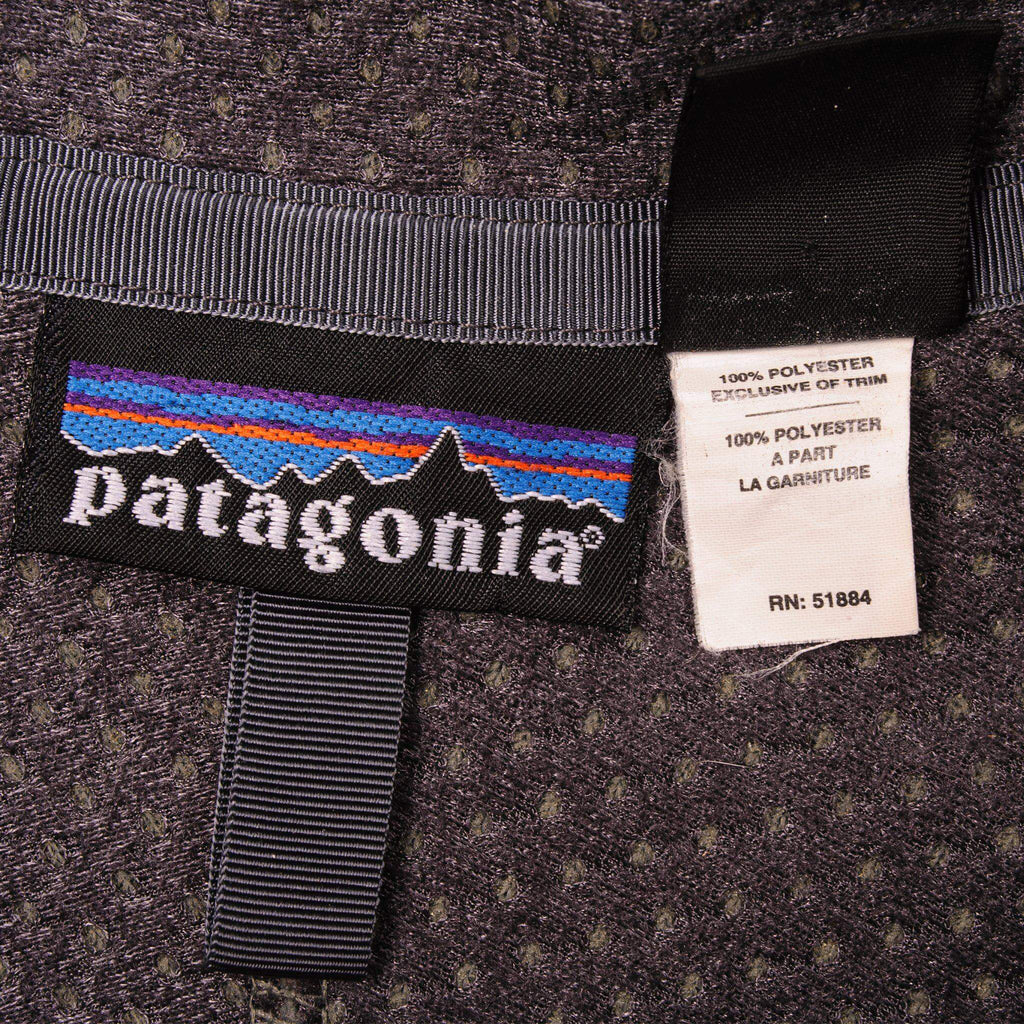 patagonia®
100% POLYESTER
EXCLUSIVE OF TRIM
100% POLYESTER
A PART
LA GARNITURE
RN: 51884